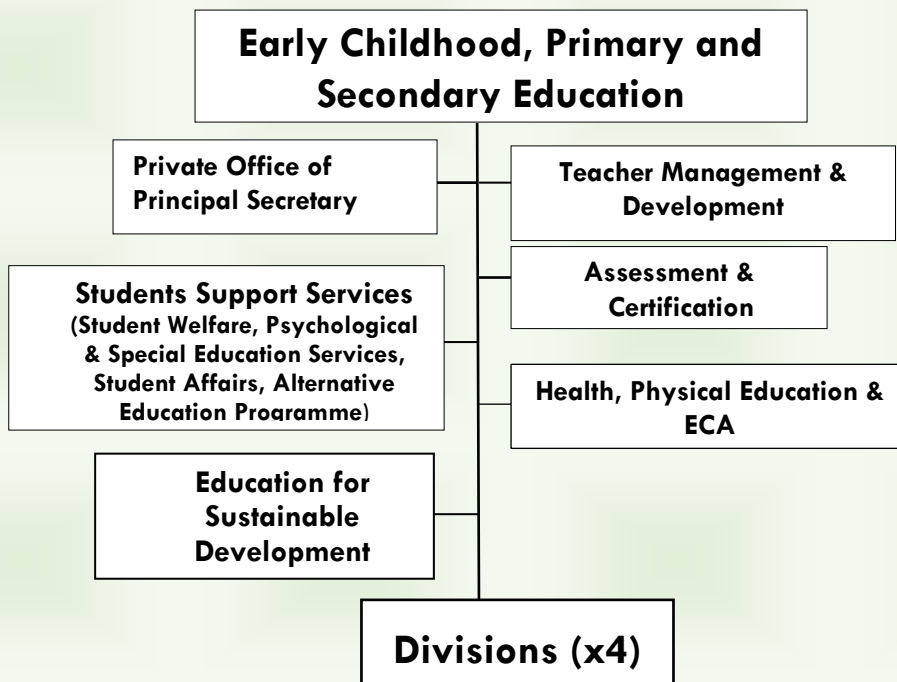 Early Childhood, Primary and
Secondary Education
Private Office of
Principal Secretary
Teacher Management &
Development
Students Support Services
(Student Welfare, Psychological
& Special Education Services,
Student Affairs, Alternative
Education Programme)
Assessment &
Certification
Health, Physical Education &
ECA
Education for
Sustainable
Development
Divisions (x4)